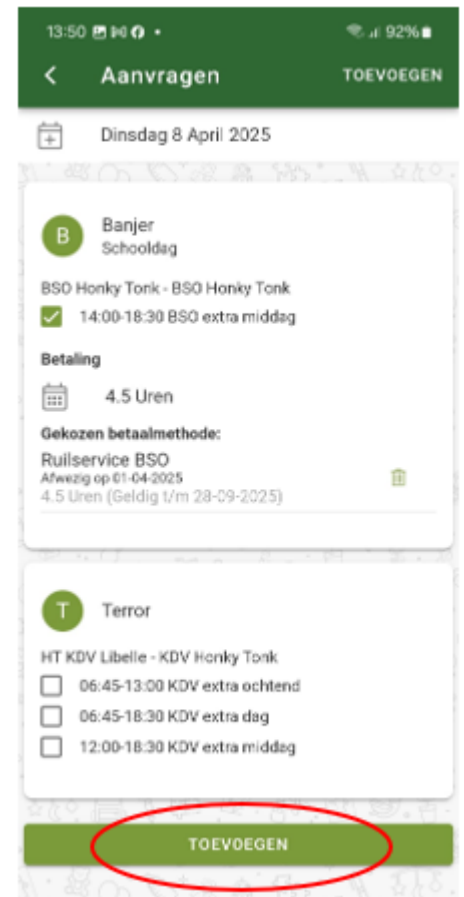 13:50 92%
Aanvragen TOEVOEGEN
Dinsdag 8 April 2025
B
Banjer
Schooldag
BSO Honky Tonk - BSO Honky Tonk
14:00-18:30 BSO extra middag
Betaling
4.5 Uren
Gekozen betaalmethode:
Ruilservice BSO
Afwezig op 01-04-2025
4.5 Uren (Geldig t/m 28-09-2025)
T
Terror
HT KDV Libelle - KDV Honky Tonk
06:45-13:00 KDV extra ochtend
06:45-18:30 KDV extra dag
12:00-18:30 KDV extra middag
TOEVOEGEN